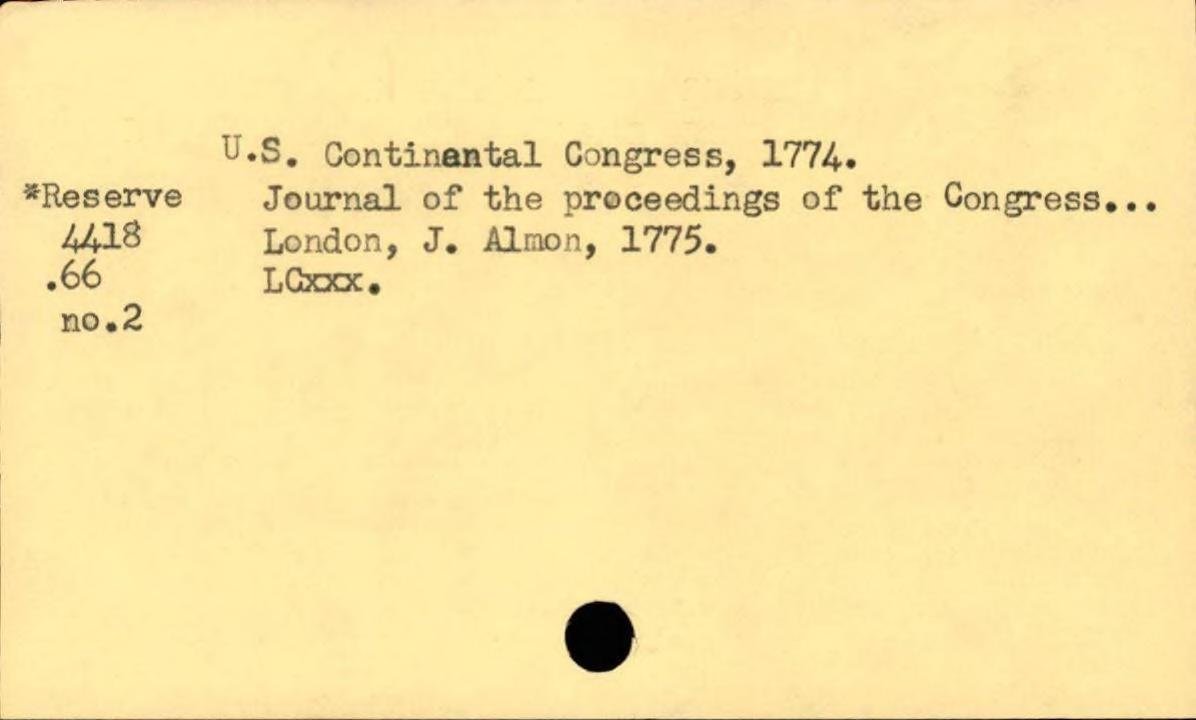 U.S. Continental Congress, 1774.
*Reserve Journal of the proceedings of the Congress...
4418 London, J. Almon, 1775.
.66 LCxxx.
no.2